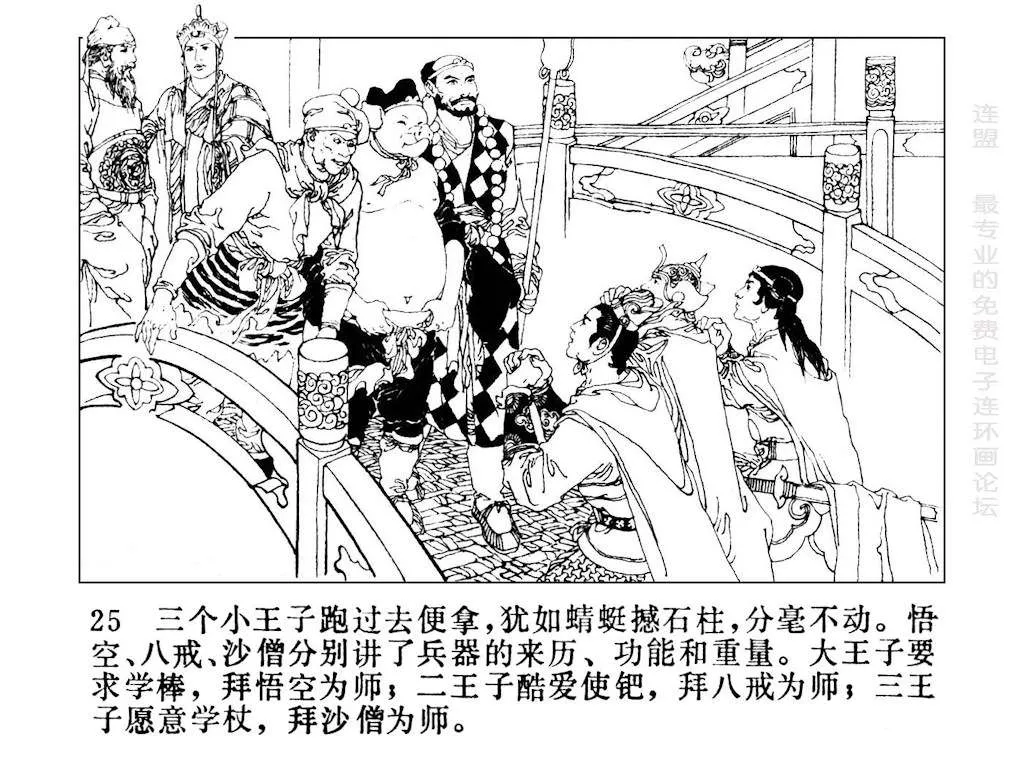 25 三个小王子跑过去便拿,犹如蜻蜓撼石柱,分毫不动。悟
空、八戒、沙僧分别讲了兵器的来历、功能和重量。大王子要
求学棒，拜悟空为师；二王子酷爱使钯，拜八戒为师；三王
子愿意学杖，拜沙僧为师。
连盟 最专业的免费电子连环画论坛